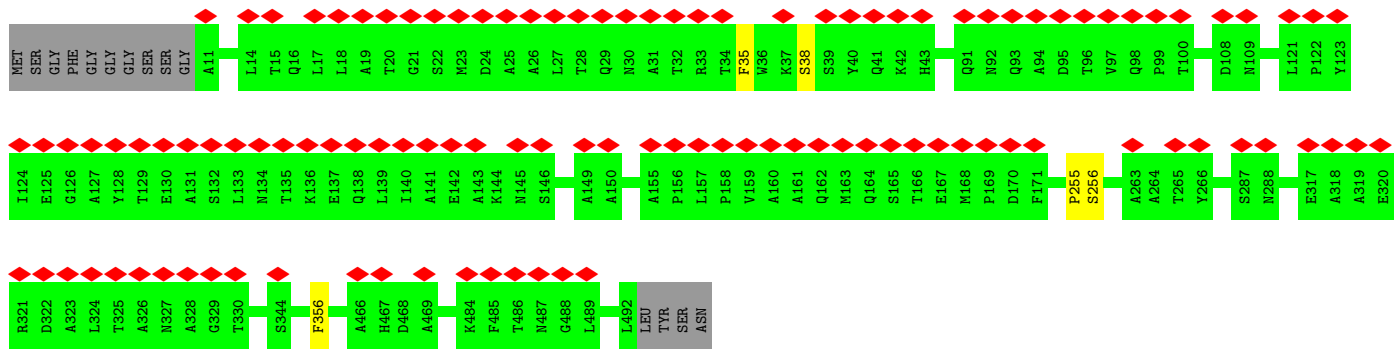 MET SER GLY PHE GLY GLY GLY SER SER GLY A11 L14 T15 Q16 L17 L18 A19 T20 G21 S22 M23 D24 A25 A26 L27 T28 Q29 N30 A31 T32 R33 T34 F35 W36 K37 S38 S39 Y40 Q41 K42 H43 Q91 N92 Q93 A94 D95 T96 V97 Q98 P99 T100 D108 N109 L121 P122 Y123
I124 E125 G126 A127 Y128 T129 E130 A131 S132 L133 N134 T135 K136 E137 Q138 L139 I140 A141 E142 A143 K144 N145 S146 A149 A150 A155 P156 L157 P158 V159 A160 A161 Q162 M163 Q164 S165 T166 E167 M168 P169 D170 F171 P255 S256 A263 A264 T265 Y266 S287 N288 E317 A318 A319 E320
R321 D322 A323 L324 T325 A326 N327 A328 G329 T330 S344 F356 A466 H467 D468 A469 K484 F485 T486 N487 G488 L489 L492 LEU TYR SER ASN